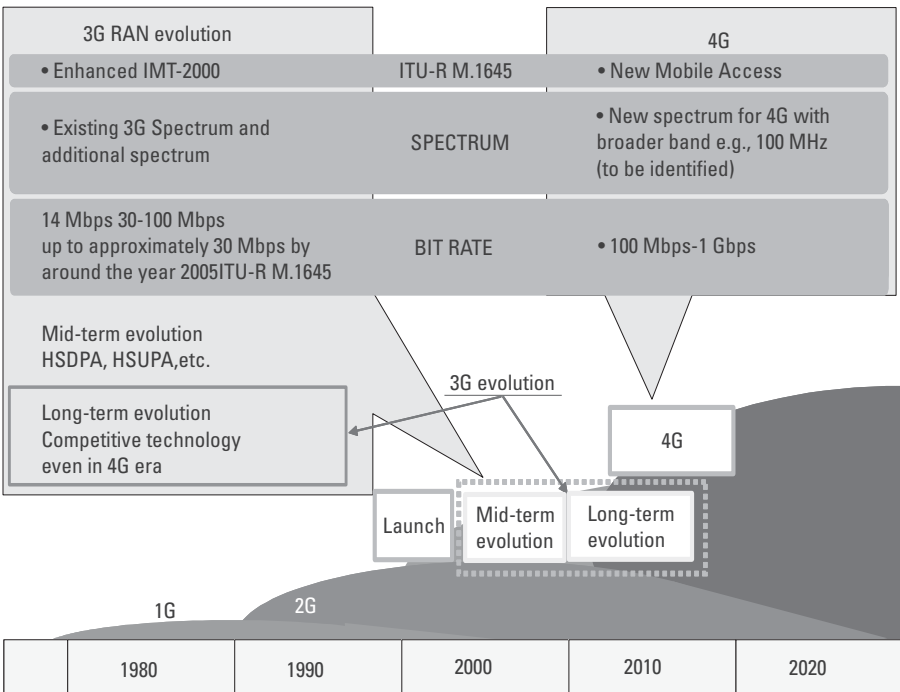 3G RAN evolution
4G
• Enhanced IMT-2000
ITU-R M.1645
• New Mobile Access
• Existing 3G Spectrum and
additional spectrum
SPECTRUM
• New spectrum for 4G with
broader band e.g., 100 MHz
(to be identified)
14 Mbps 30-100 Mbps
up to approximately 30 Mbps by
around the year 2005ITU-R M.1645
BIT RATE
• 100 Mbps-1 Gbps
Mid-term evolution
HSDPA, HSUPA,etc.
Long-term evolution
Competitive technology
even in 4G era
3G evolution
4G
Launch
Mid-term
evolution
Long-term
evolution
1G
2G
1980
1990
2000
2010
2020